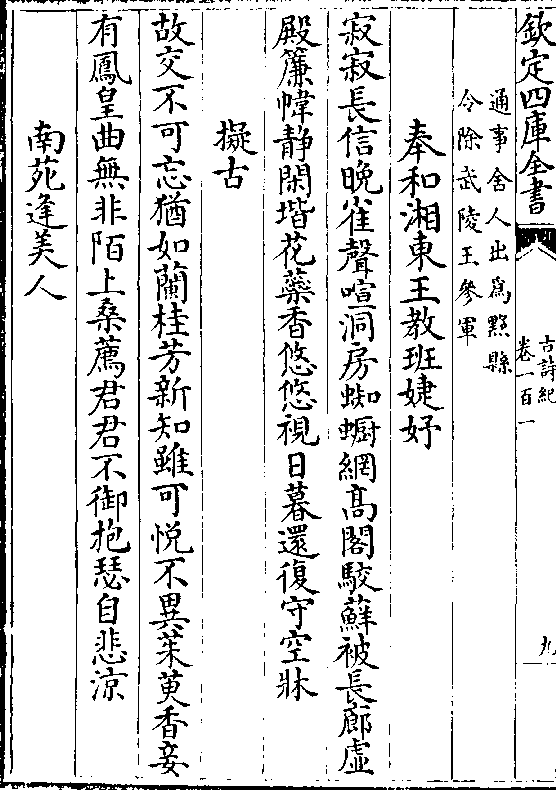 欽定四庫全書
古詩紀
卷一百一
九
通事舍人出爲黟縣
令除武陵王參軍
奉和湘東王教班婕妤
寂寂長信晚雀聲喧洞房蜘蟵網髙閣駮蘚被長廊虛
殿簾幃静閑堦花藥香悠悠視日暮還復守空牀
擬古
故交不可忘猶如蘭桂芳新知雖可悦不異茱萸香妾
有鳳皇曲無非陌上桑薦君君不御抱瑟自悲涼
南苑逢美人